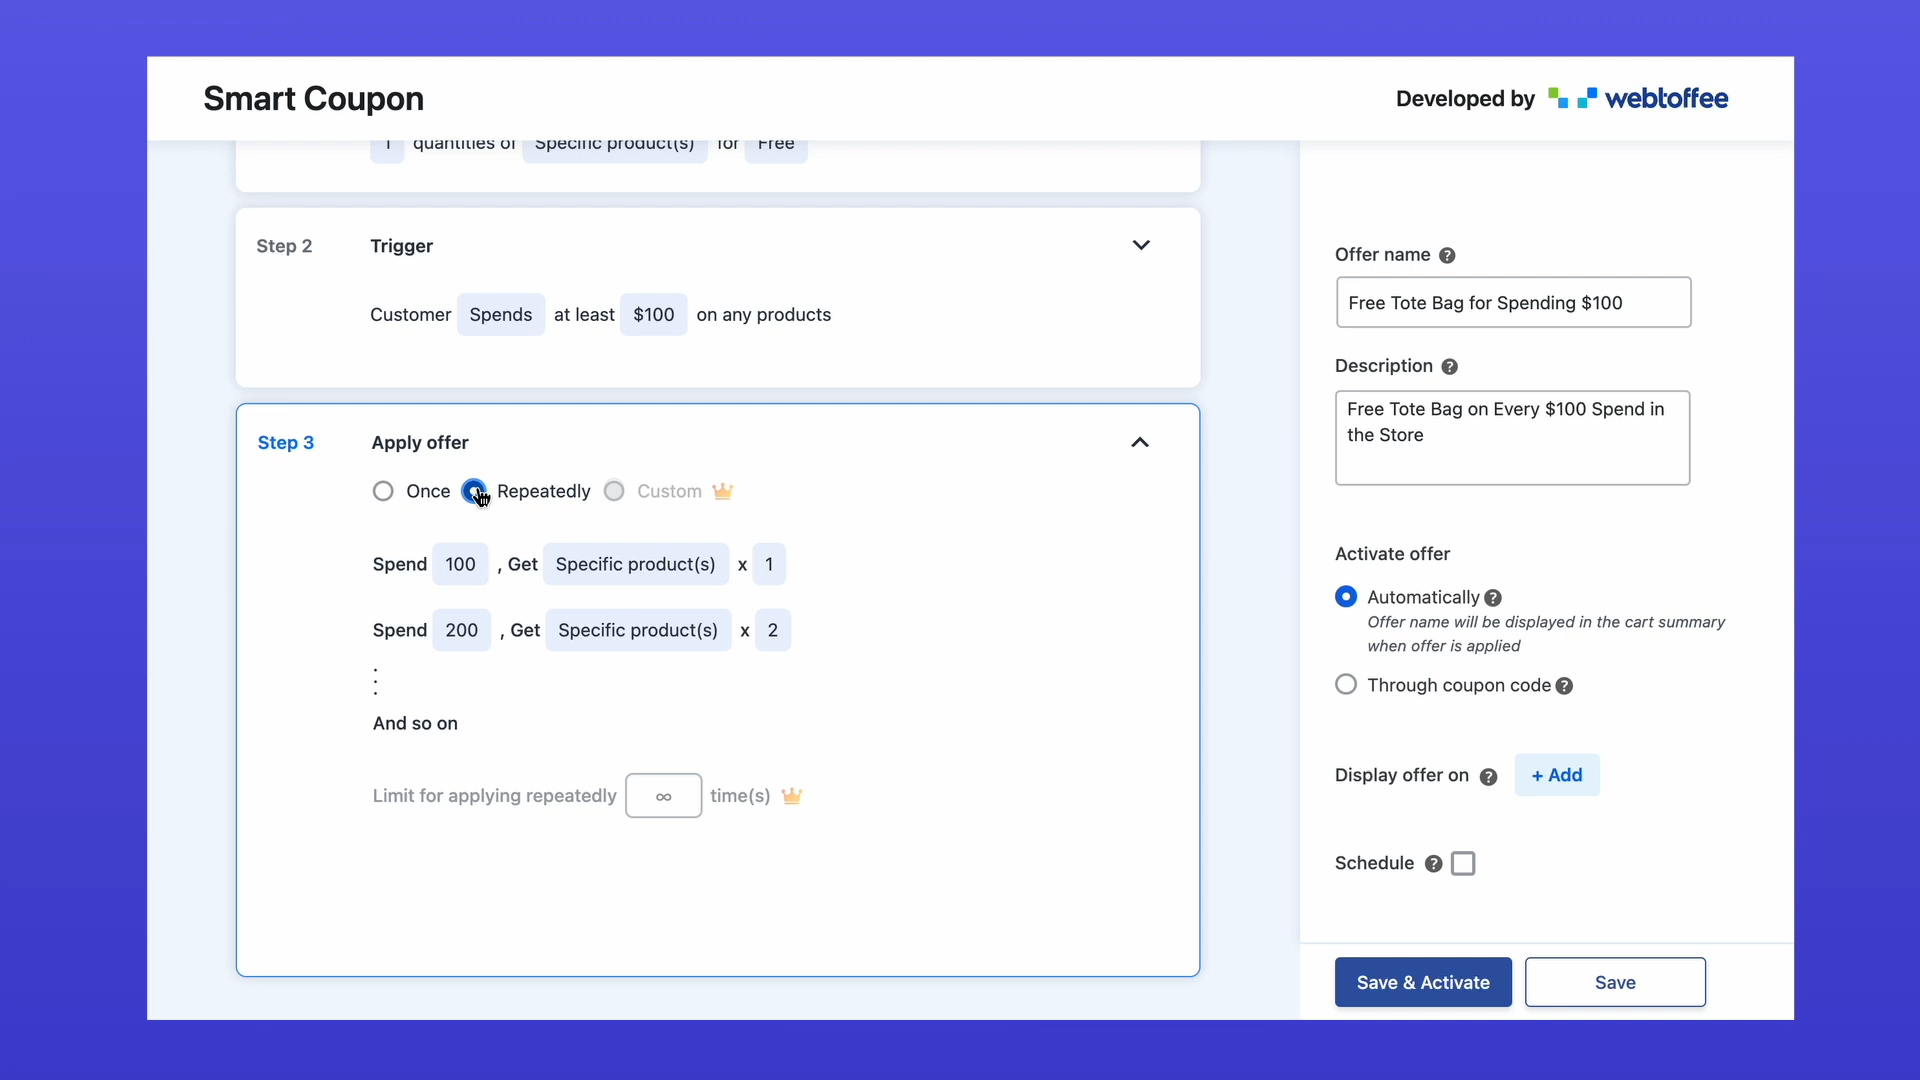 Smart Coupon
Developed by webtoffee
1 quantities of Specific product(s) for Free
Step 2 Trigger
Customer Spends at least $100 on any products
Step 3 Apply offer
Once Repeatedly Custom
Spend 100 , Get Specific product(s) x 1
Spend 200 , Get Specific product(s) x 2
And so on
Limit for applying repeatedly ∞ time(s)
Offer name
Free Tote Bag for Spending $100
Description
Free Tote Bag on Every $100 Spend in
the Store
Activate offer
Automatically
Offer name will be displayed in the cart summary
when offer is applied
Through coupon code
Display offer on + Add
Schedule
Save & Activate Save